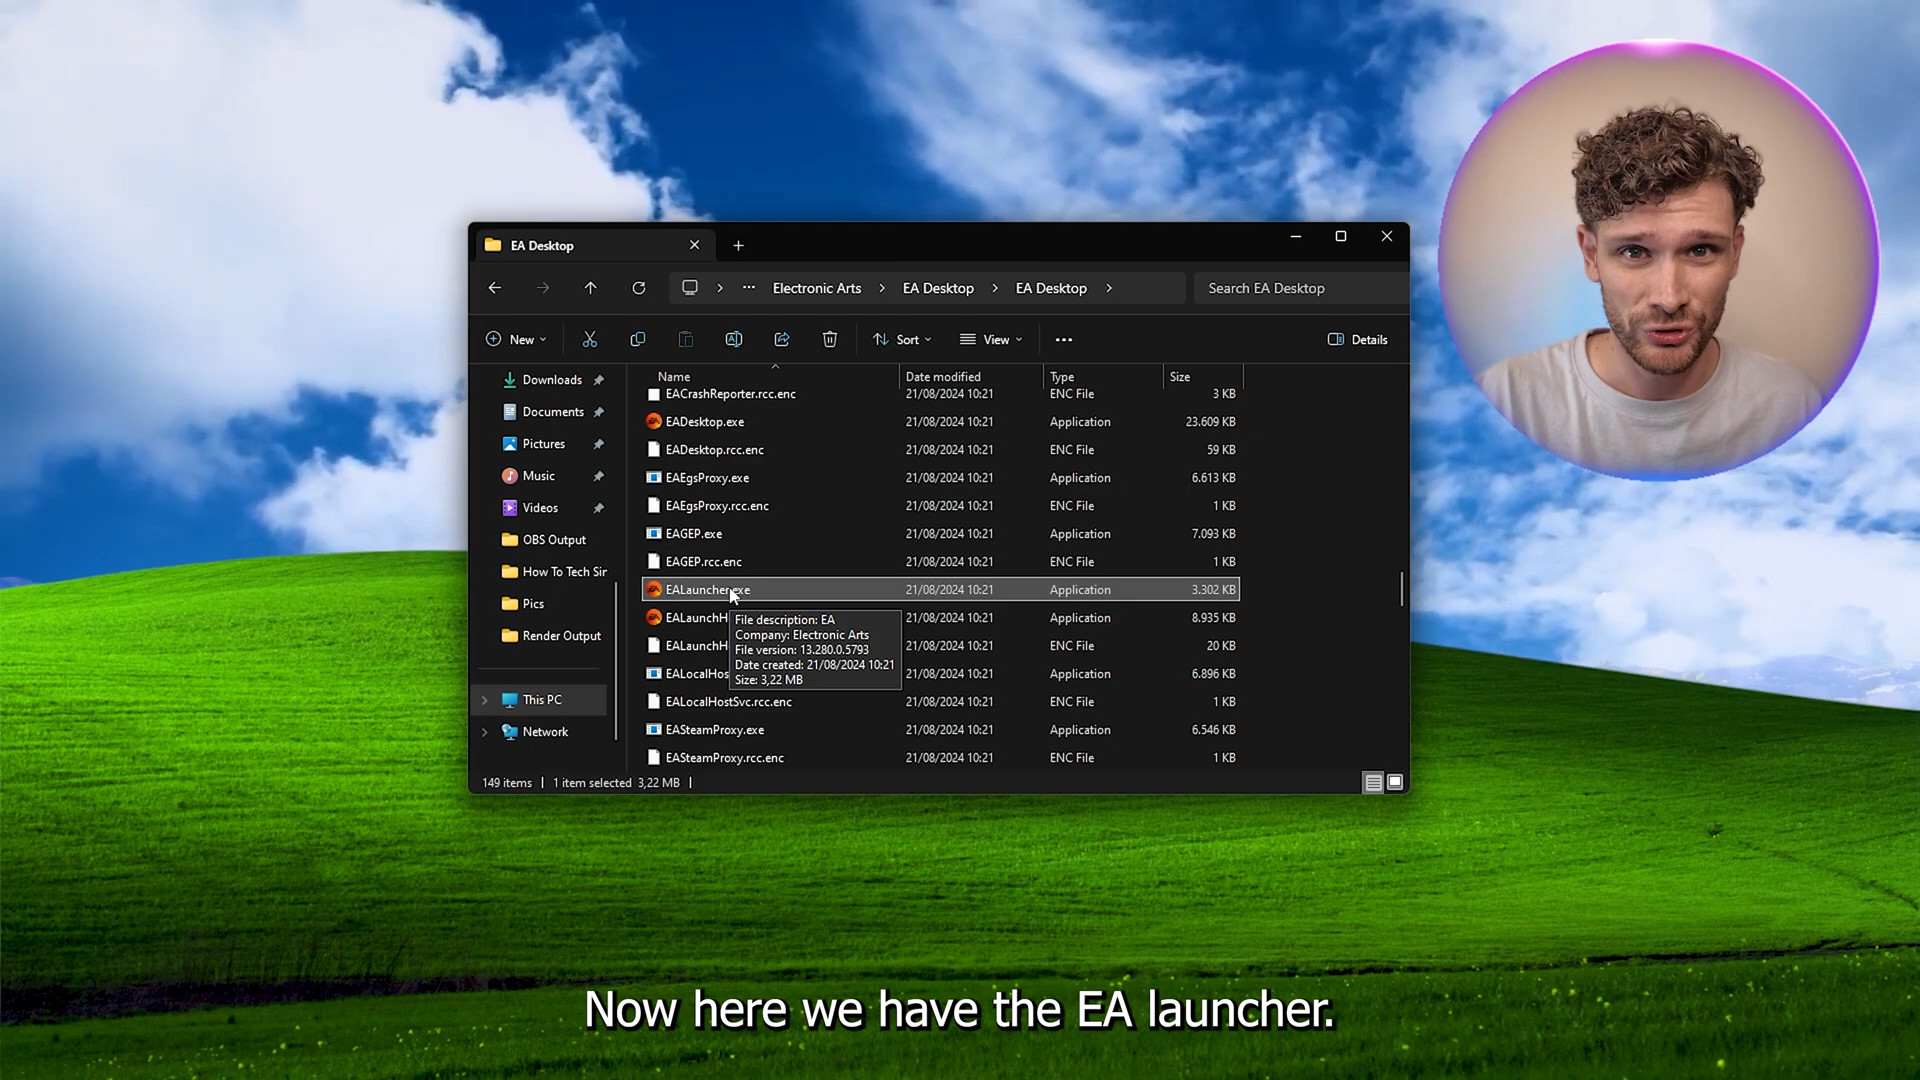 EA Desktop
Electronic Arts > EA Desktop > EA Desktop >
Search EA Desktop
New
Sort
View
Details
Downloads
Documents
Pictures
Music
Videos
OBS Output
How To Tech Sir
Pics
Render Output
This PC
Network
Name Date modified Type Size
EACrashReporter.rcc.enc 21/08/2024 10:21 ENC File 3 KB
EADesktop.exe 21/08/2024 10:21 Application 23.609 KB
EADesktop.rcc.enc 21/08/2024 10:21 ENC File 59 KB
EAEgsProxy.exe 21/08/2024 10:21 Application 6.613 KB
EAEgsProxy.rcc.enc 21/08/2024 10:21 ENC File 1 KB
EAGEP.exe 21/08/2024 10:21 Application 7.093 KB
EAGEP.rcc.enc 21/08/2024 10:21 ENC File 1 KB
EALauncher.exe 21/08/2024 10:21 Application 3.302 KB
EALaunchH 21/08/2024 10:21 Application 8.935 KB
EALaunchH 21/08/2024 10:21 ENC File 20 KB
EALocalHos 21/08/2024 10:21 Application 6.896 KB
EALocalHostSvc.rcc.enc 21/08/2024 10:21 ENC File 1 KB
EASteamProxy.exe 21/08/2024 10:21 Application 6.546 KB
EASteamProxy.rcc.enc 21/08/2024 10:21 ENC File 1 KB
File description: EA
Company: Electronic Arts
File version: 13.280.0.5793
Date created: 21/08/2024 10:21
Size: 3,22 MB
149 items | 1 item selected 3,22 MB |
Now here we have the EA launcher.